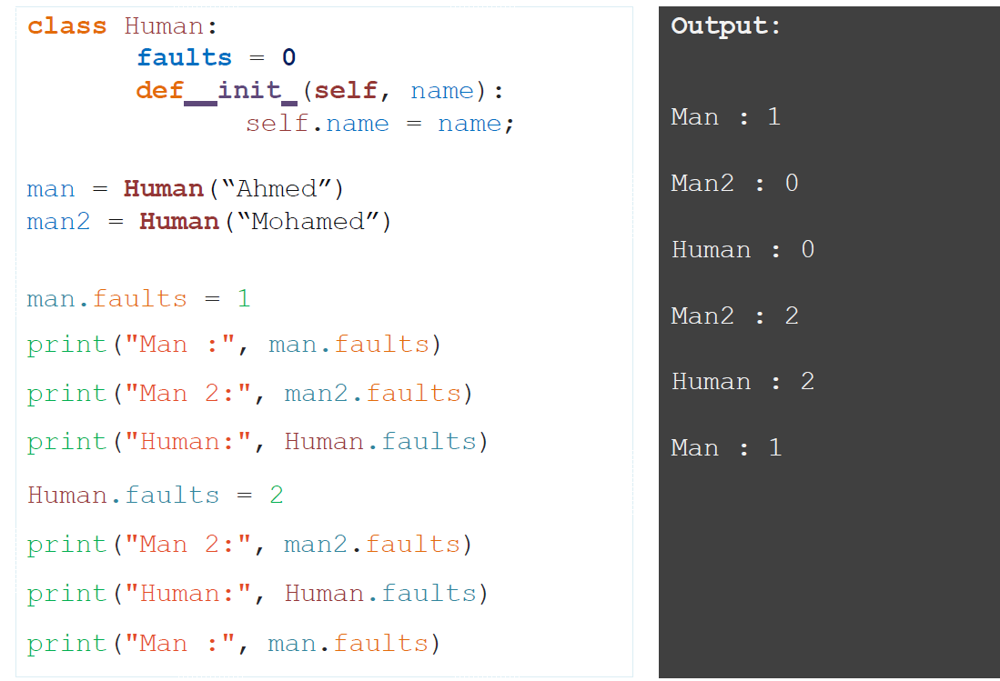 class Human:
faults = 0
def__init_(self, name):
self.name = name;
man = Human(“Ahmed”)
man2 = Human(“Mohamed”)
man.faults = 1
print("Man :", man.faults)
print("Man 2:", man2.faults)
print("Human:", Human.faults)
Human.faults = 2
print("Man 2:", man2.faults)
print("Human:", Human.faults)
print("Man :", man.faults)
Output:
Man : 1
Man2 : 0
Human : 0
Man2 : 2
Human : 2
Man : 1